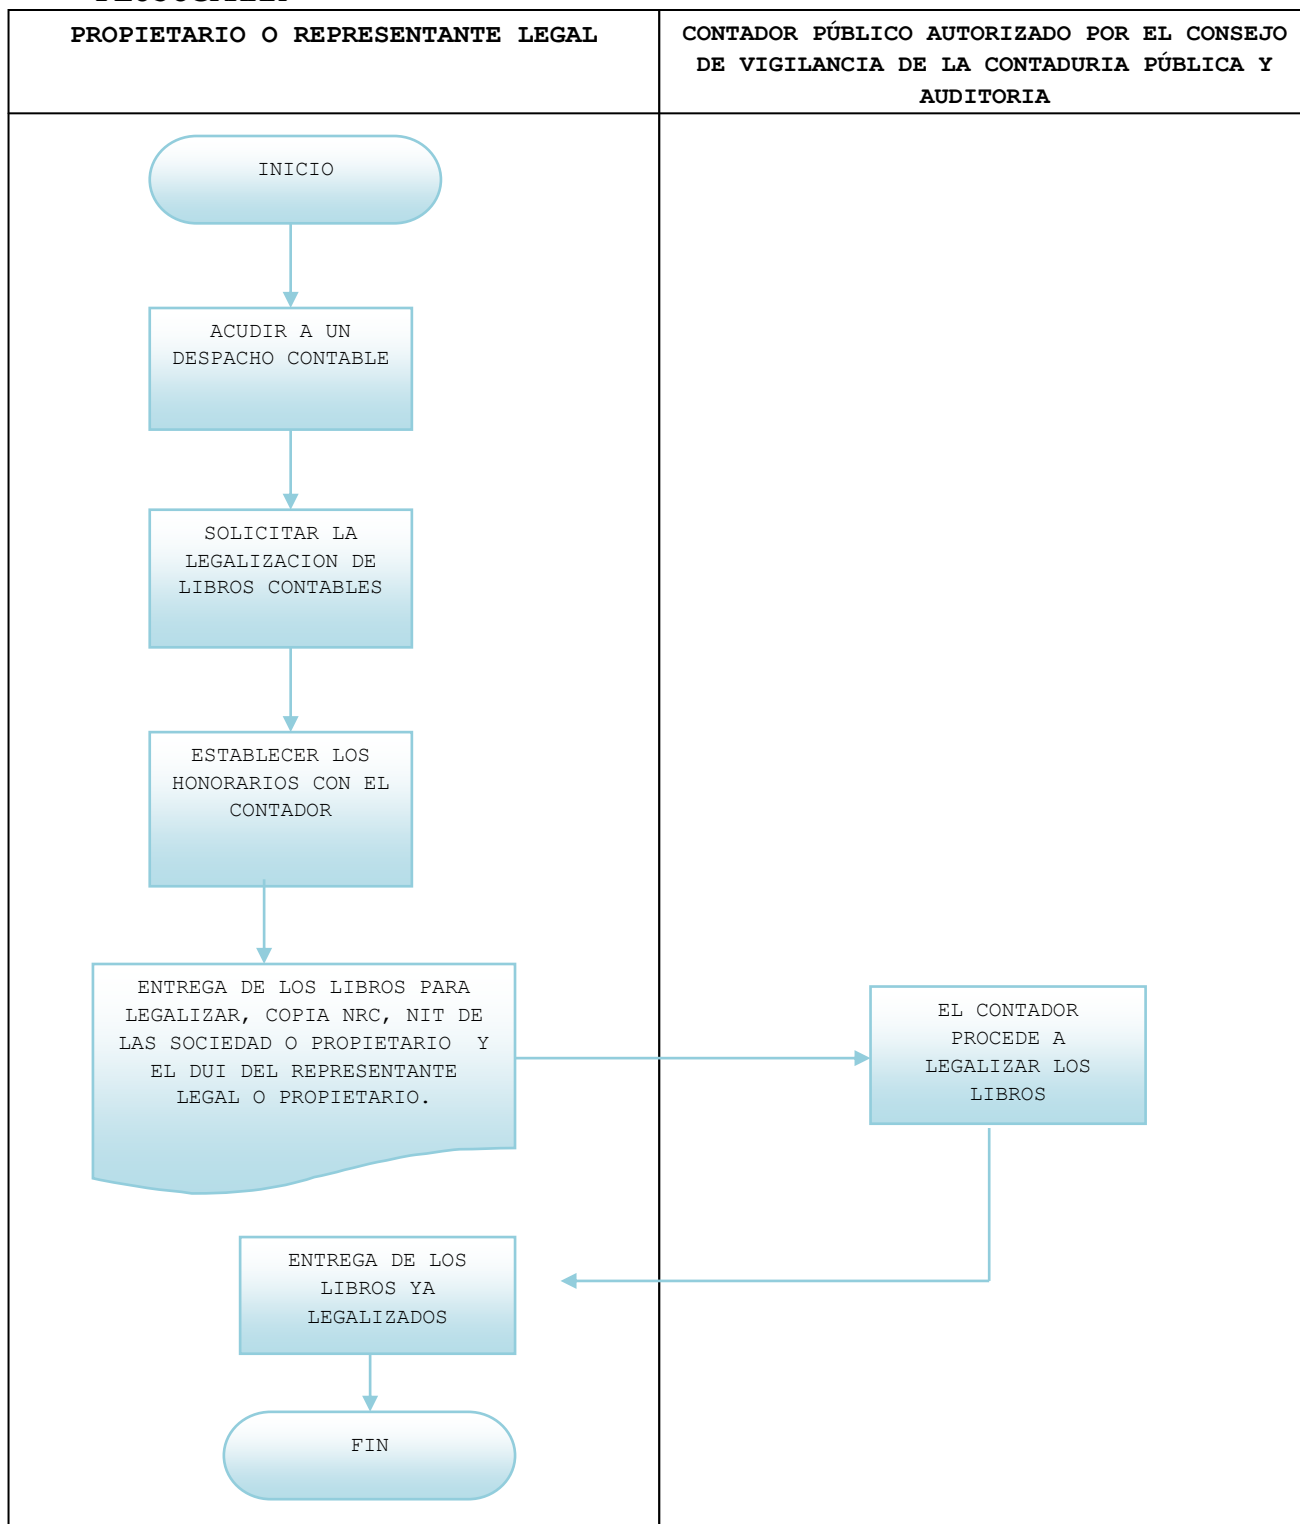 PROPIETARIO O REPRESENTANTE LEGAL
CONTADOR PÚBLICO AUTORIZADO POR EL CONSEJO
DE VIGILANCIA DE LA CONTADURIA PÚBLICA Y
AUDITORIA
INICIO
ACUDIR A UN
DESPACHO CONTABLE
SOLICITAR LA
LEGALIZACION DE
LIBROS CONTABLES
ESTABLECER LOS
HONORARIOS CON EL
CONTADOR
ENTREGA DE LOS LIBROS PARA
LEGALIZAR, COPIA NRC, NIT DE
LAS SOCIEDAD O PROPIETARIO Y
EL DUI DEL REPRESENTANTE
LEGAL O PROPIETARIO.
EL CONTADOR
PROCEDE A
LEGALIZAR LOS
LIBROS
ENTREGA DE LOS
LIBROS YA
LEGALIZADOS
FIN